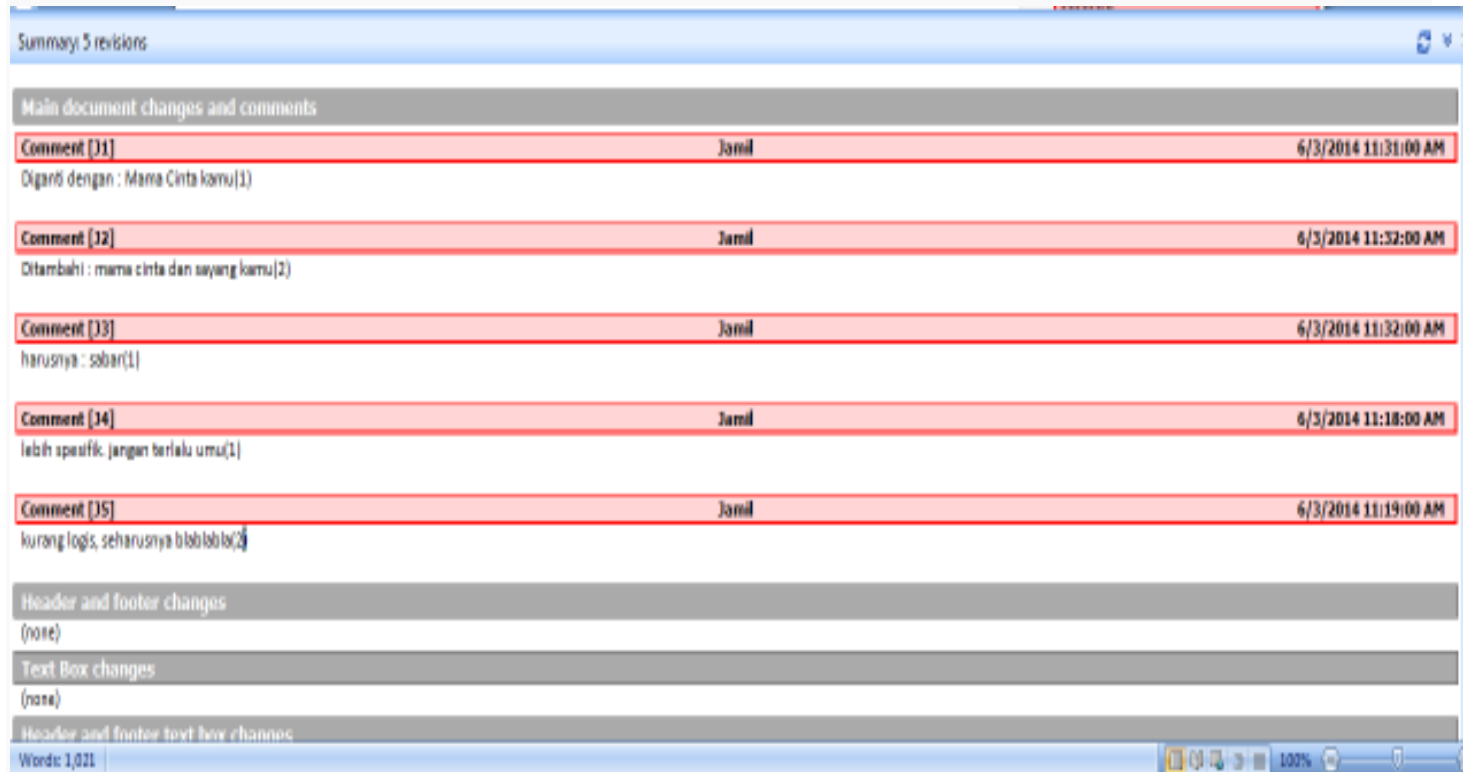 Summary: 5 revisions
Main document changes and comments
Comment [J1] Jamil 6/3/2014 11:31:00 AM
Diganti dengan : Mama Cinta kamu(1)
Comment [J2] Jamil 6/3/2014 11:32:00 AM
Ditambahi : mama cinta dan sayang kamu(2)
Comment [J3] Jamil 6/3/2014 11:32:00 AM
harusnya : sabar(1)
Comment [J4] Jamil 6/3/2014 11:18:00 AM
lebih spesifik. jangan terlalu umu(1)
Comment [J5] Jamil 6/3/2014 11:19:00 AM
kurang logis, seharusnya blablabla(2)
Header and footer changes
(none)
Text Box changes
(none)
Header and footer text box changes
Words: 1,021
100%